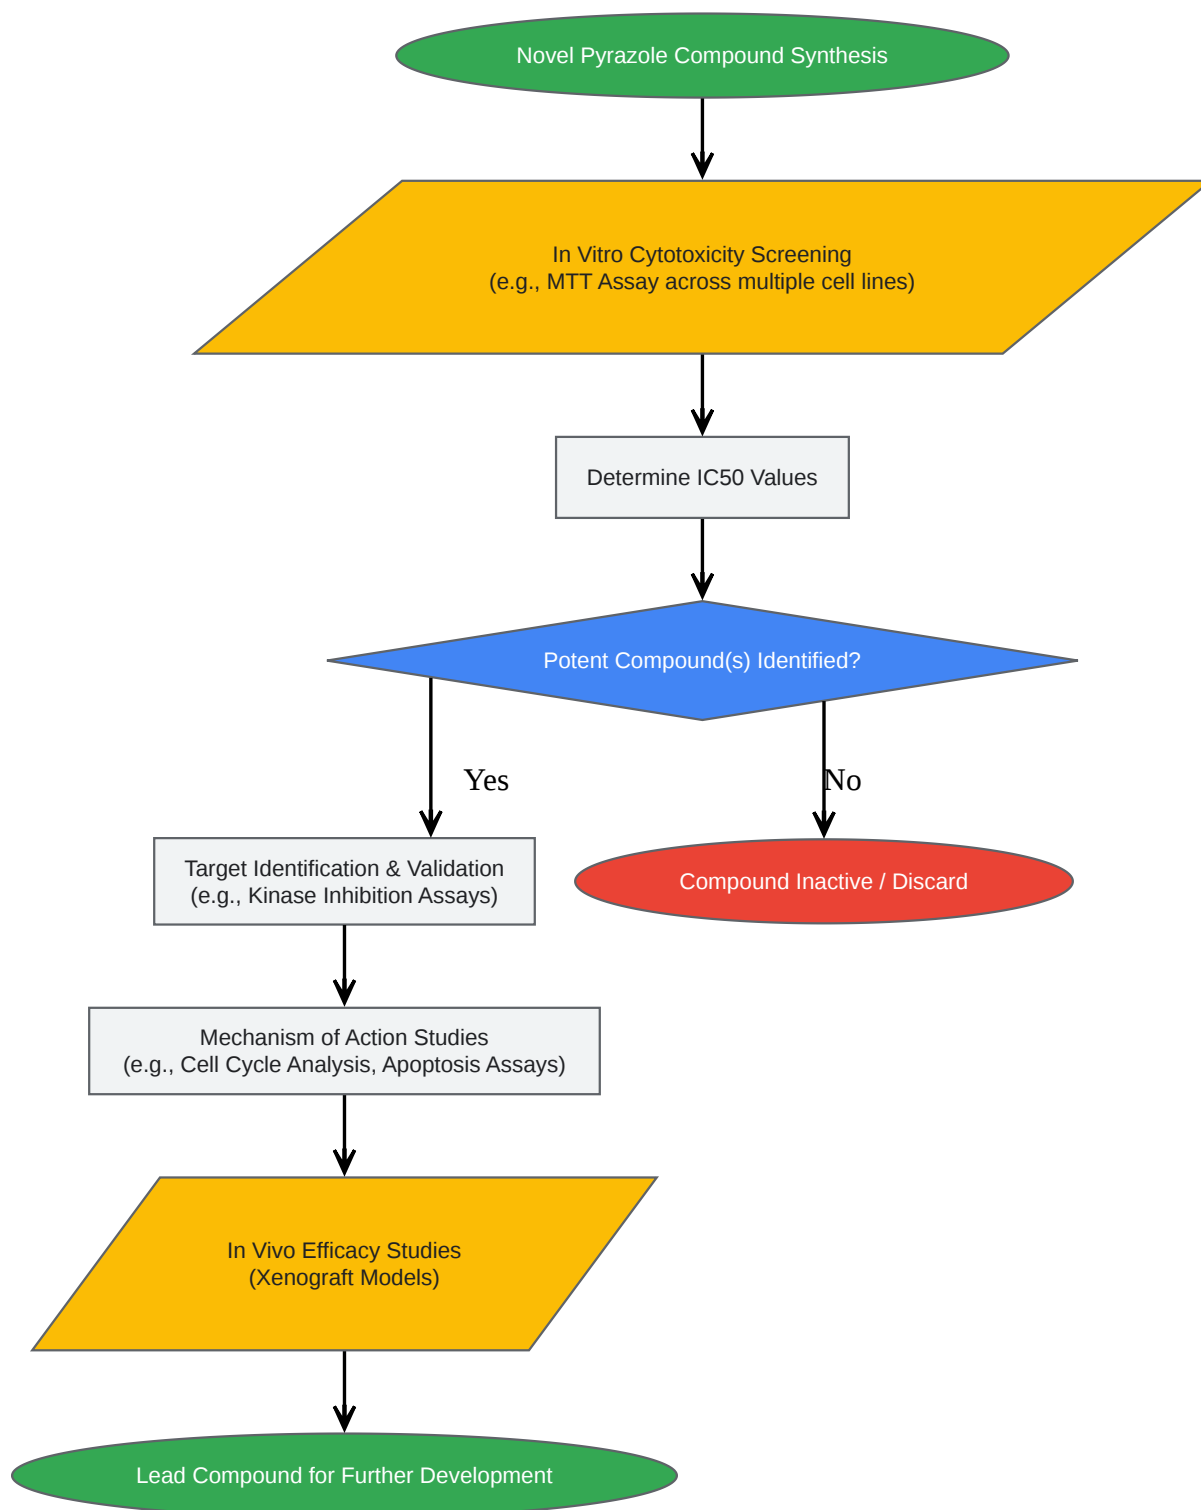 Novel Pyrazole Compound Synthesis
In Vitro Cytotoxicity Screening
(e.g., MTT Assay across multiple cell lines)
Determine IC50 Values
Potent Compound(s) Identified?
Yes
No
Target Identification & Validation
(e.g., Kinase Inhibition Assays)
Compound Inactive / Discard
Mechanism of Action Studies
(e.g., Cell Cycle Analysis, Apoptosis Assays)
In Vivo Efficacy Studies
(Xenograft Models)
Lead Compound for Further Development